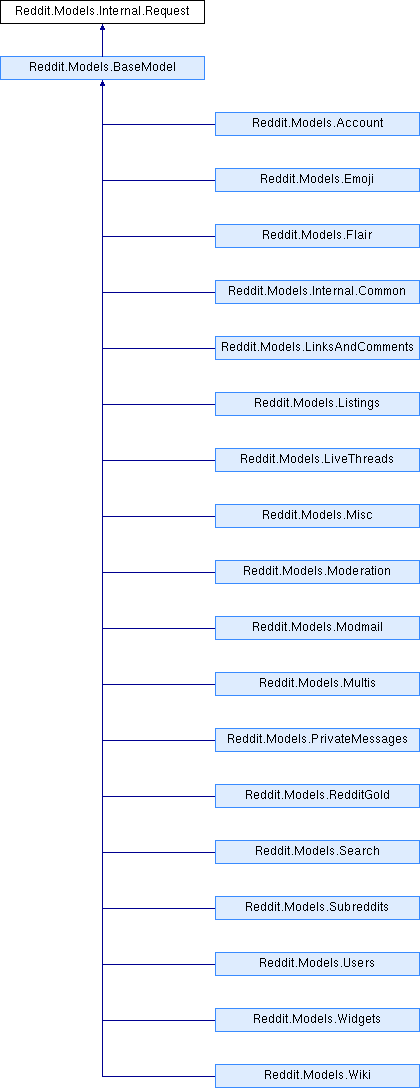 Reddit.Models.Internal.Request
Reddit.Models.BaseModel
Reddit.Models.Account
Reddit.Models.Emoji
Reddit.Models.Flair
Reddit.Models.Internal.Common
Reddit.Models.LinksAndComments
Reddit.Models.Listings
Reddit.Models.LiveThreads
Reddit.Models.Misc
Reddit.Models.Moderation
Reddit.Models.Modmail
Reddit.Models.Multis
Reddit.Models.PrivateMessages
Reddit.Models.RedditGold
Reddit.Models.Search
Reddit.Models.Subreddits
Reddit.Models.Users
Reddit.Models.Widgets
Reddit.Models.Wiki